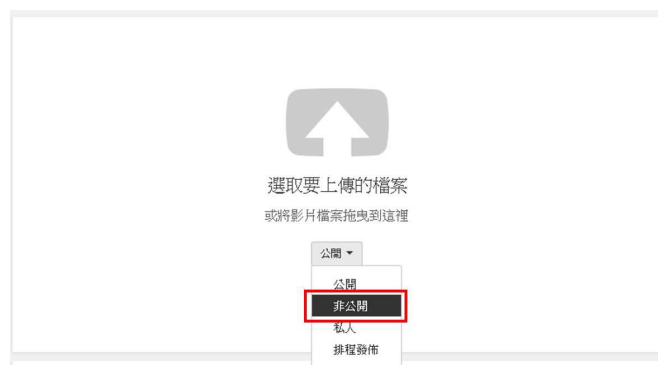 選取要上傳的檔案
或將影片檔案拖曳到這裡
公開
公開
非公開
私人
排程發佈